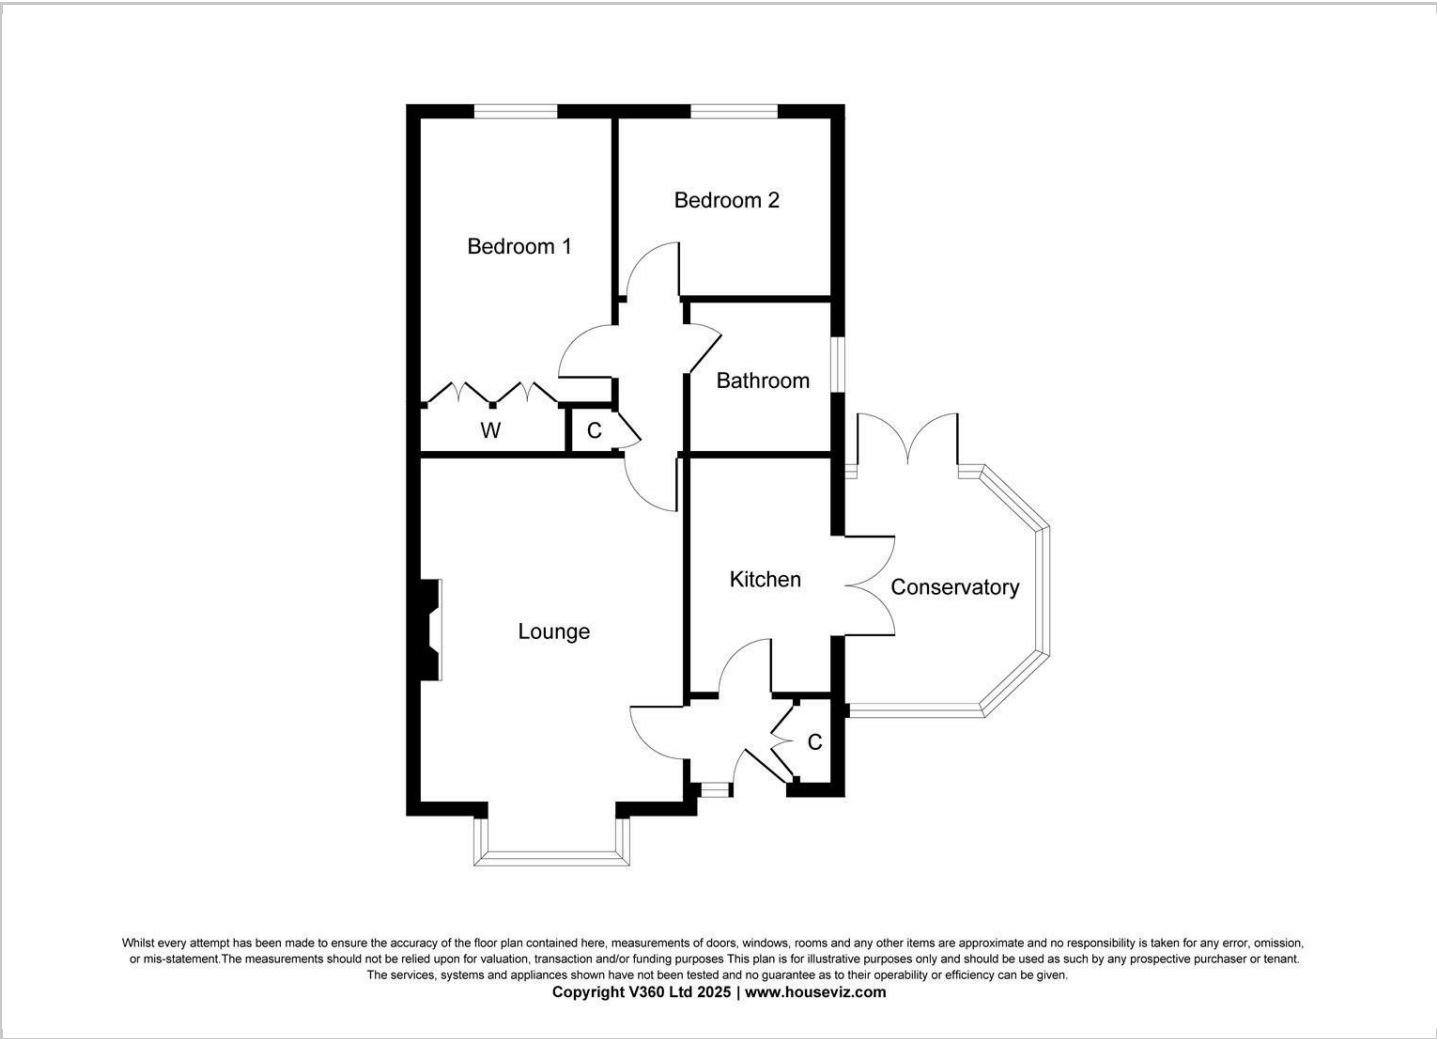 Bedroom 2
Bedroom 1
Bathroom
W
C
Kitchen
Conservatory
Lounge
C
Whilst every attempt has been made to ensure the accuracy of the floor plan contained here, measurements of doors, windows, rooms and any other items are approximate and no responsibility is taken for any error, omission,
or mis-statement.The measurements should not be relied upon for valuation, transaction and/or funding purposes This plan is for illustrative purposes only and should be used as such by any prospective purchaser or tenant.
The services, systems and appliances shown have not been tested and no guarantee as to their operability or efficiency can be given.
Copyright V360 Ltd 2025 | www.houseviz.com